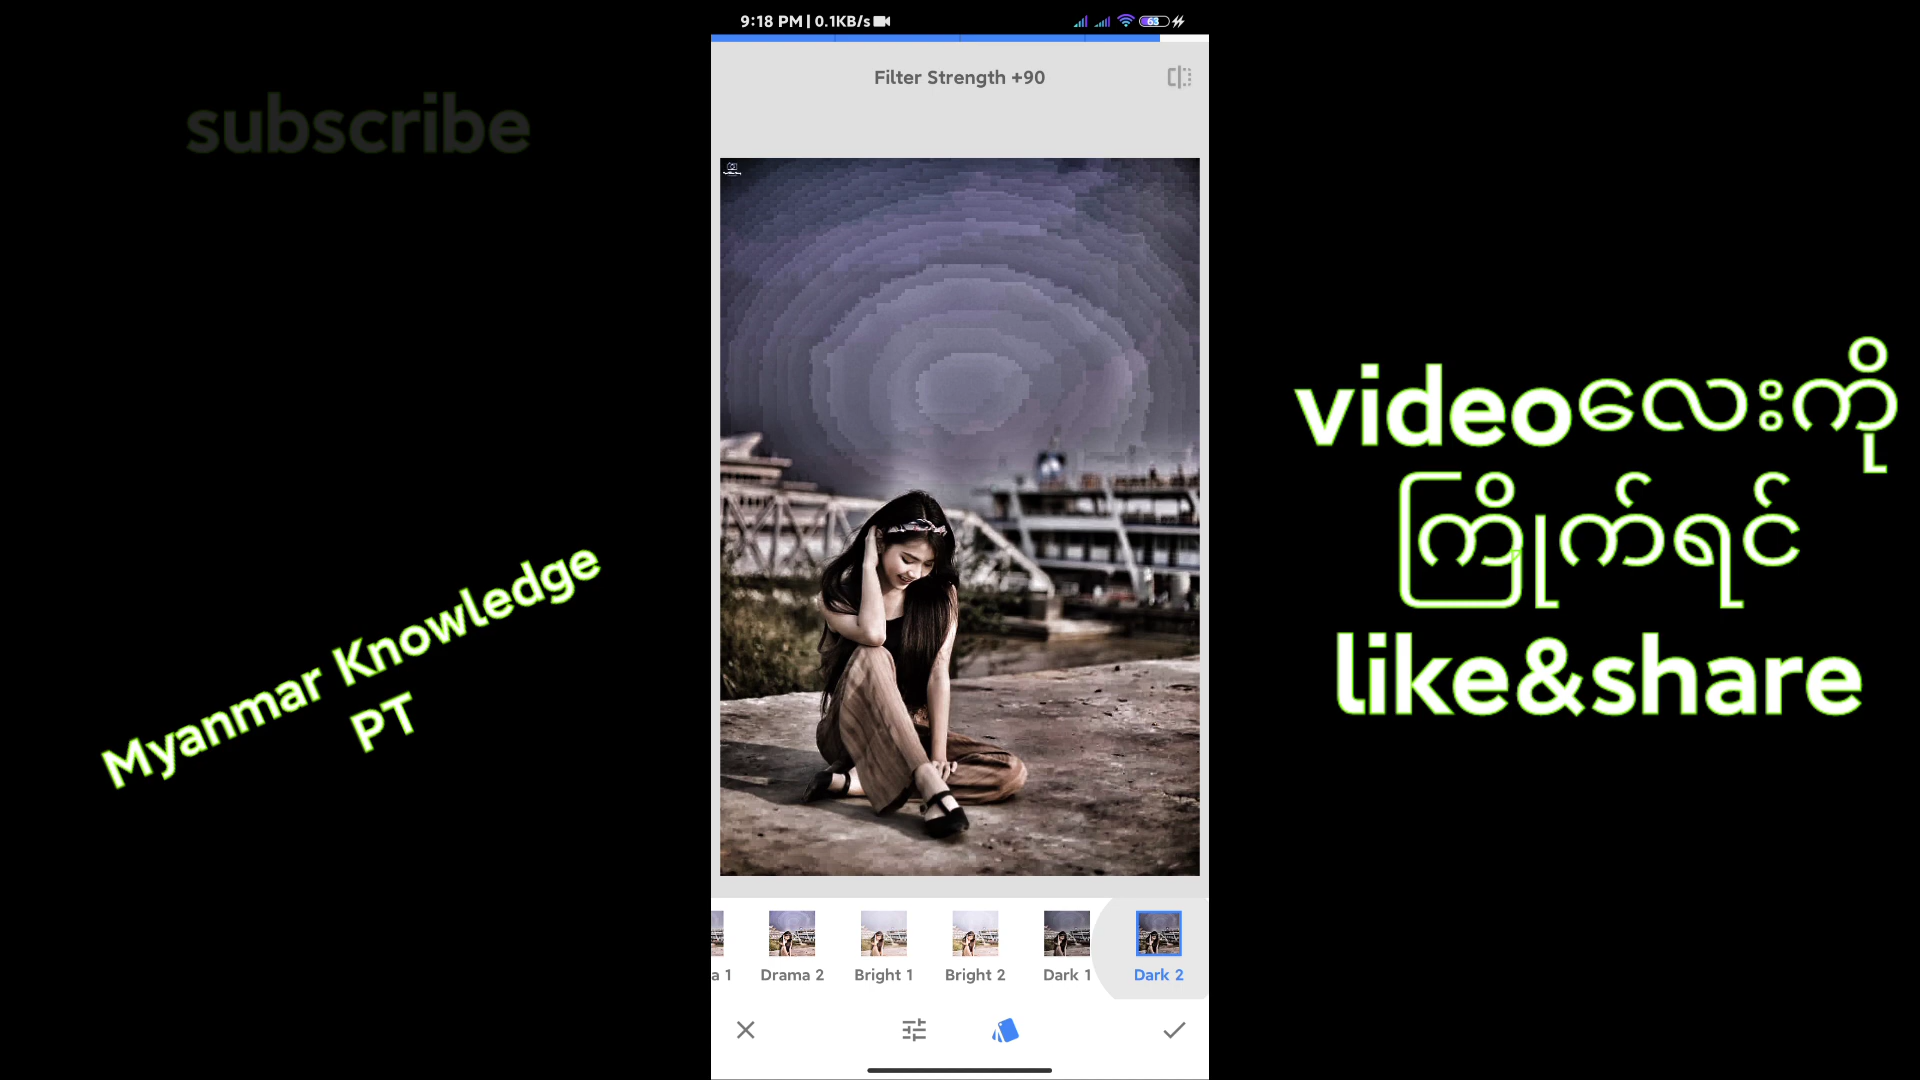 9:18 PM | 0.1KB/s
63
Filter Strength +90
subscribe
Myanmar Knowledge
PT
videoလေးကို
ကြိုက်ရင်
like&share
a 1
Drama 2
Bright 1
Bright 2
Dark 1
Dark 2